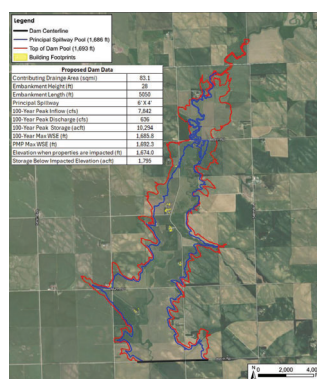 Legend
Dam Centerline
Principal Spillway Pool (1,686 ft)
Top of Dam Pool (1,693 ft)
Building Footprints
Proposed Dam Data
Contributing Drainge Area (sqmi) 83.1
Embankment Height (ft) 28
Embankment Length (ft) 5050
Principal Spillway 6' X 4'
100-Year Peak Inflow (cfs) 7,842
100-Year Peak Discharge (cfs) 636
100-Year Peak Storage (acft) 10,294
100-Year Max WSE (ft) 1,685.8
PMP Max WSE (ft) 1,692.3
Elevation when properties are impacted (ft) 1,674.0
Storage Below Impacted Elevation (acft) 1,795
N
0 2,000 4,00